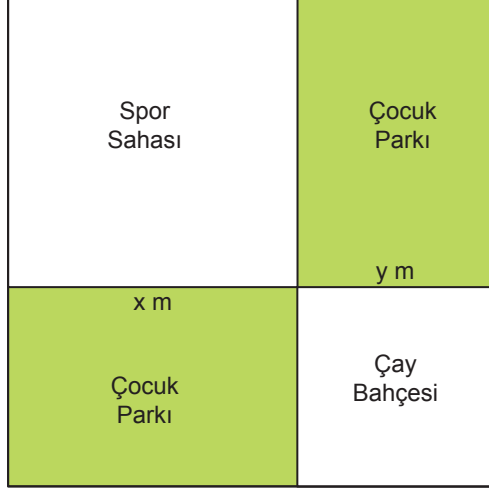 Spor
Sahası
Çocuk
Parkı
y m
x m
Çocuk
Parkı
Çay
Bahçesi